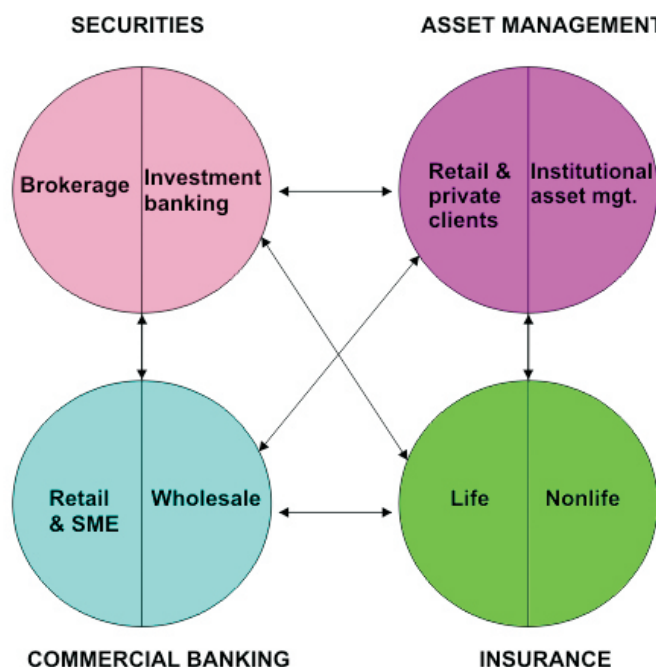 SECURITIES
ASSET MANAGEMENT
Brokerage
Investment
banking
Retail &
private
clients
Institutional
asset mgt.
Retail
& SME
Wholesale
Life
Nonlife
COMMERCIAL BANKING
INSURANCE